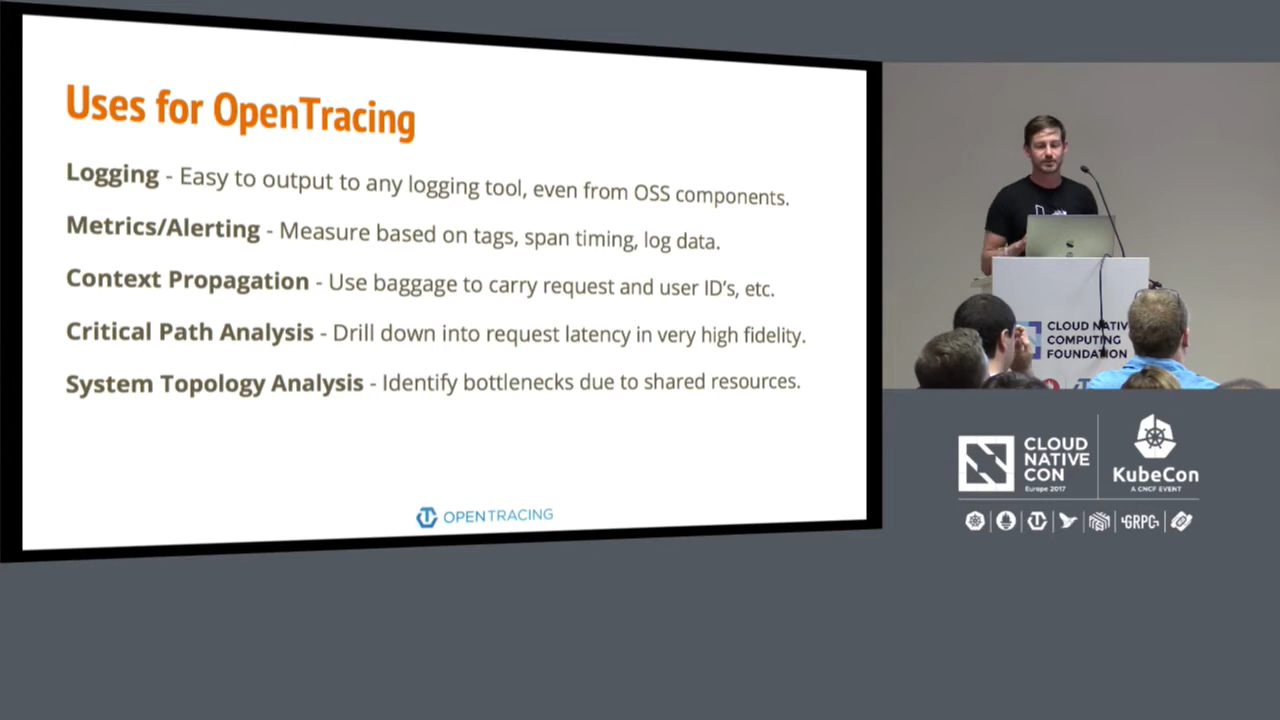 Uses for OpenTracing
Logging - Easy to output to any logging tool, even from OSS components.
Metrics/Alerting - Measure based on tags, span timing, log data.
Context Propagation - Use baggage to carry request and user ID's, etc.
Critical Path Analysis - Drill down into request latency in very high fidelity.
System Topology Analysis - Identify bottlenecks due to shared resources.
OPENTRACING
CLOUD NATIV
COMPUTING
FOUNDATION
CLOUD
NATIVE
CON
Europe 2017
KubeCon
A CNCF EVENT
GRPC